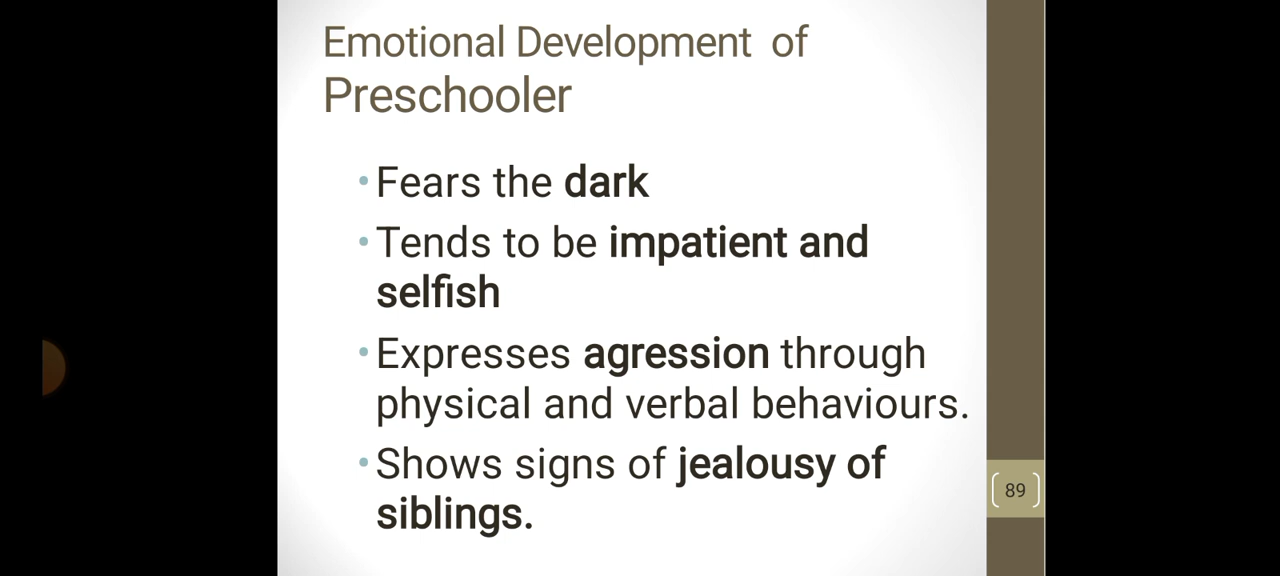 Emotional Development of
Preschooler
•Fears the dark
•Tends to be impatient and
selfish
•Expresses agression through
physical and verbal behaviours.
•Shows signs of jealousy of
siblings.
89